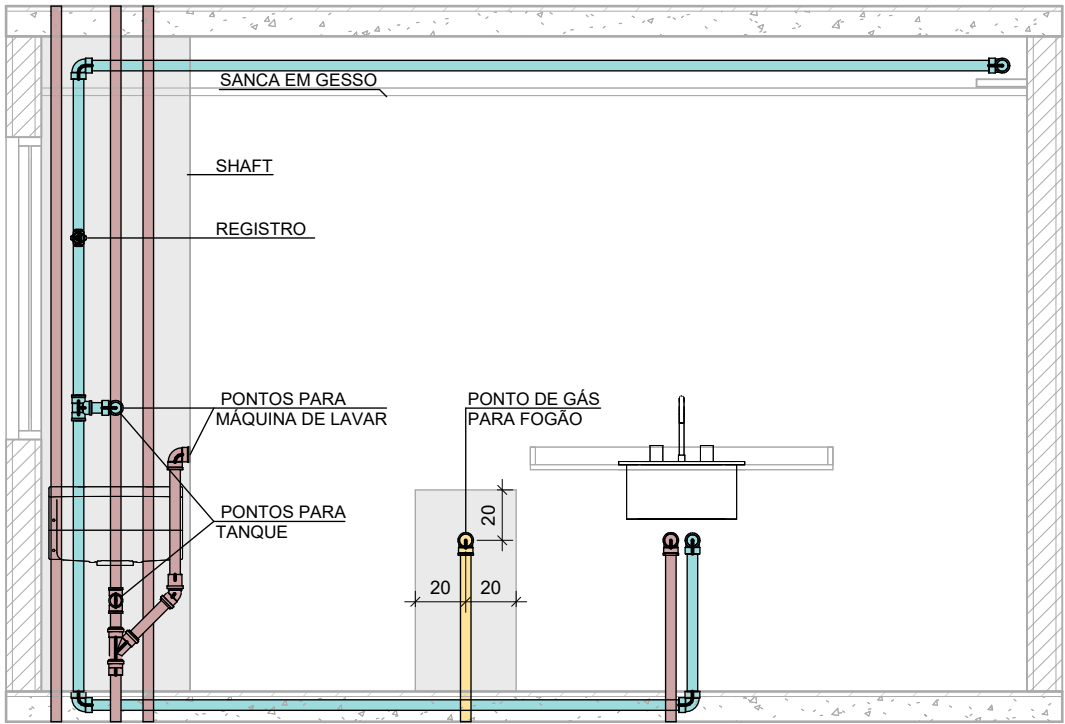 SANCA EM GESSO
SHAFT
REGISTRO
PONTOS PARA
MÁQUINA DE LAVAR
PONTO DE GÁS
PARA FOGÃO
PONTOS PARA
TANQUE
20
20
20